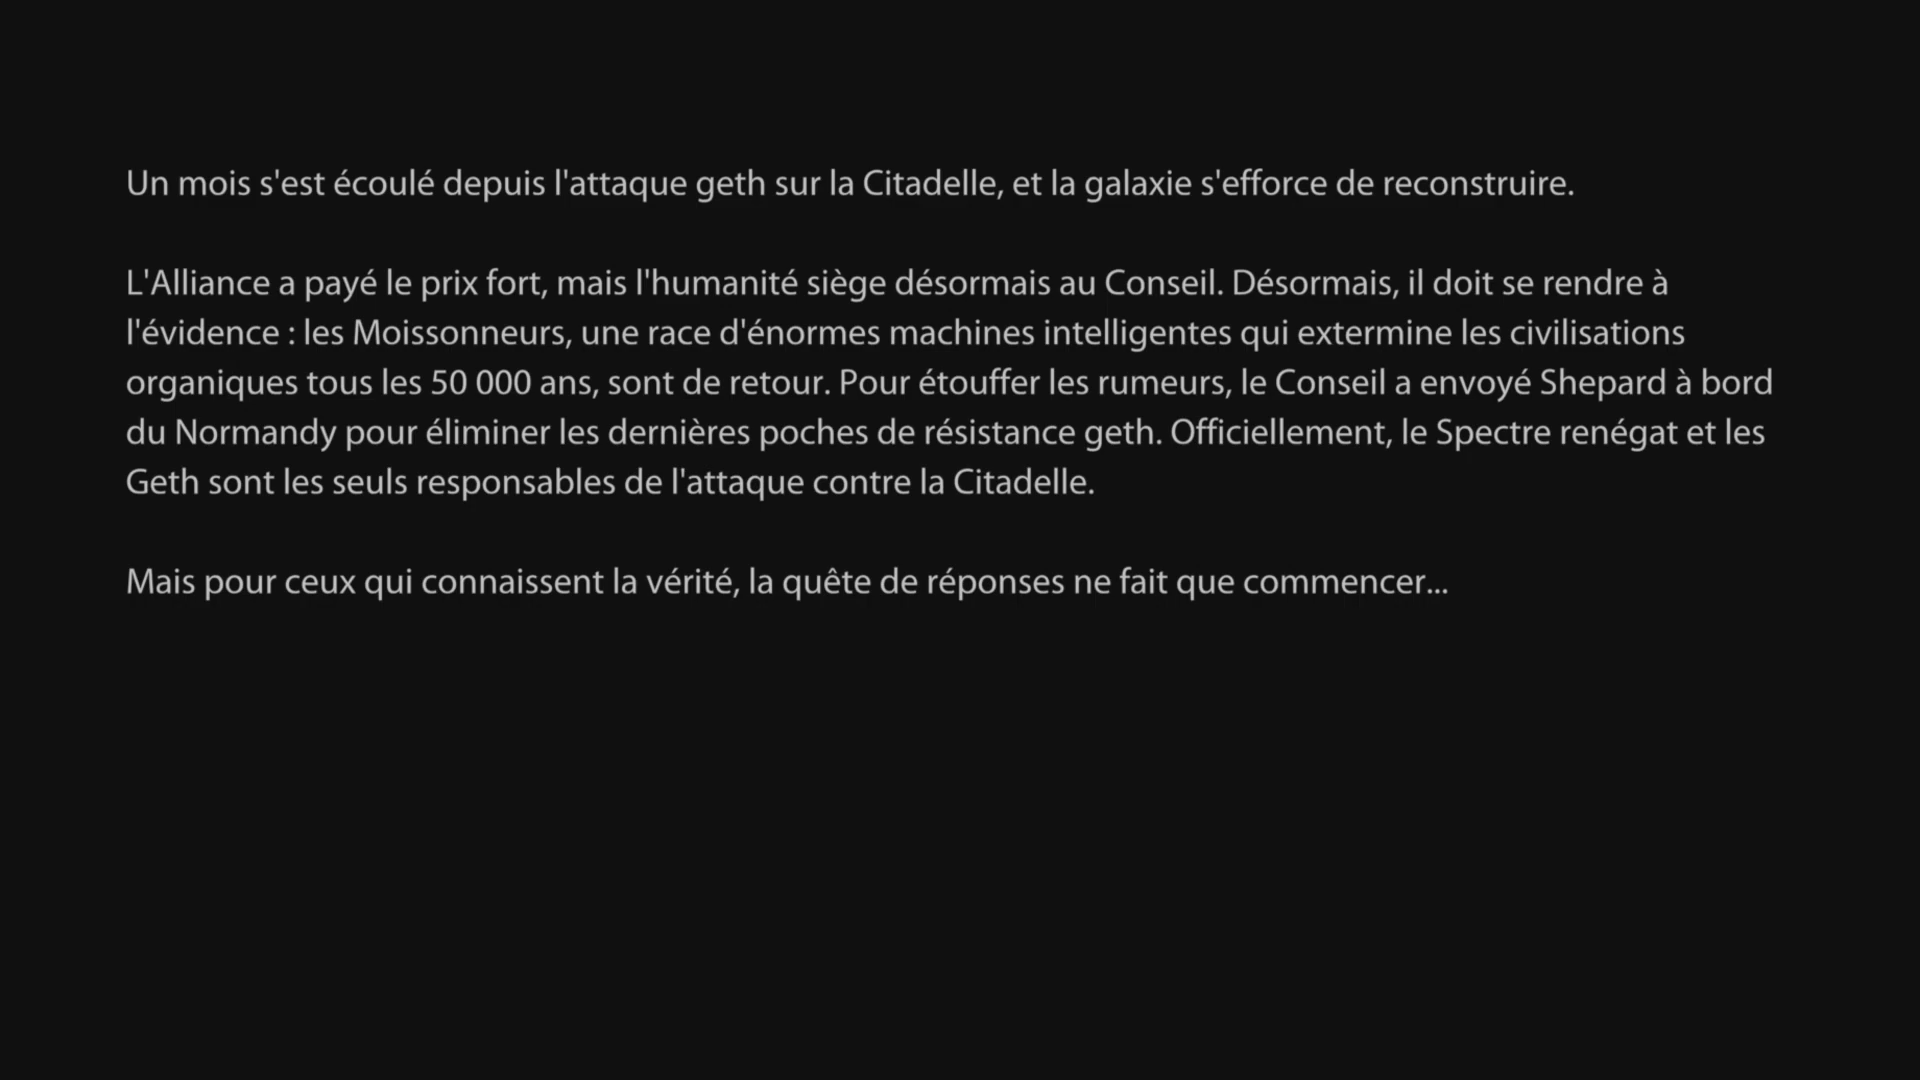 Un mois s'est écoulé depuis l'attaque geth sur la Citadelle, et la galaxie s'efforce de reconstruire.
L'Alliance a payé le prix fort, mais l'humanité siège désormais au Conseil. Désormais, il doit se rendre à
l'évidence : les Moissonneurs, une race d'énormes machines intelligentes qui extermine les civilisations
organiques tous les 50 000 ans, sont de retour. Pour étouffer les rumeurs, le Conseil a envoyé Shepard à bord
du Normandy pour éliminer les dernières poches de résistance geth. Officiellement, le Spectre renégat et les
Geth sont les seuls responsables de l'attaque contre la Citadelle.
Mais pour ceux qui connaissent la vérité, la quête de réponses ne fait que commencer...